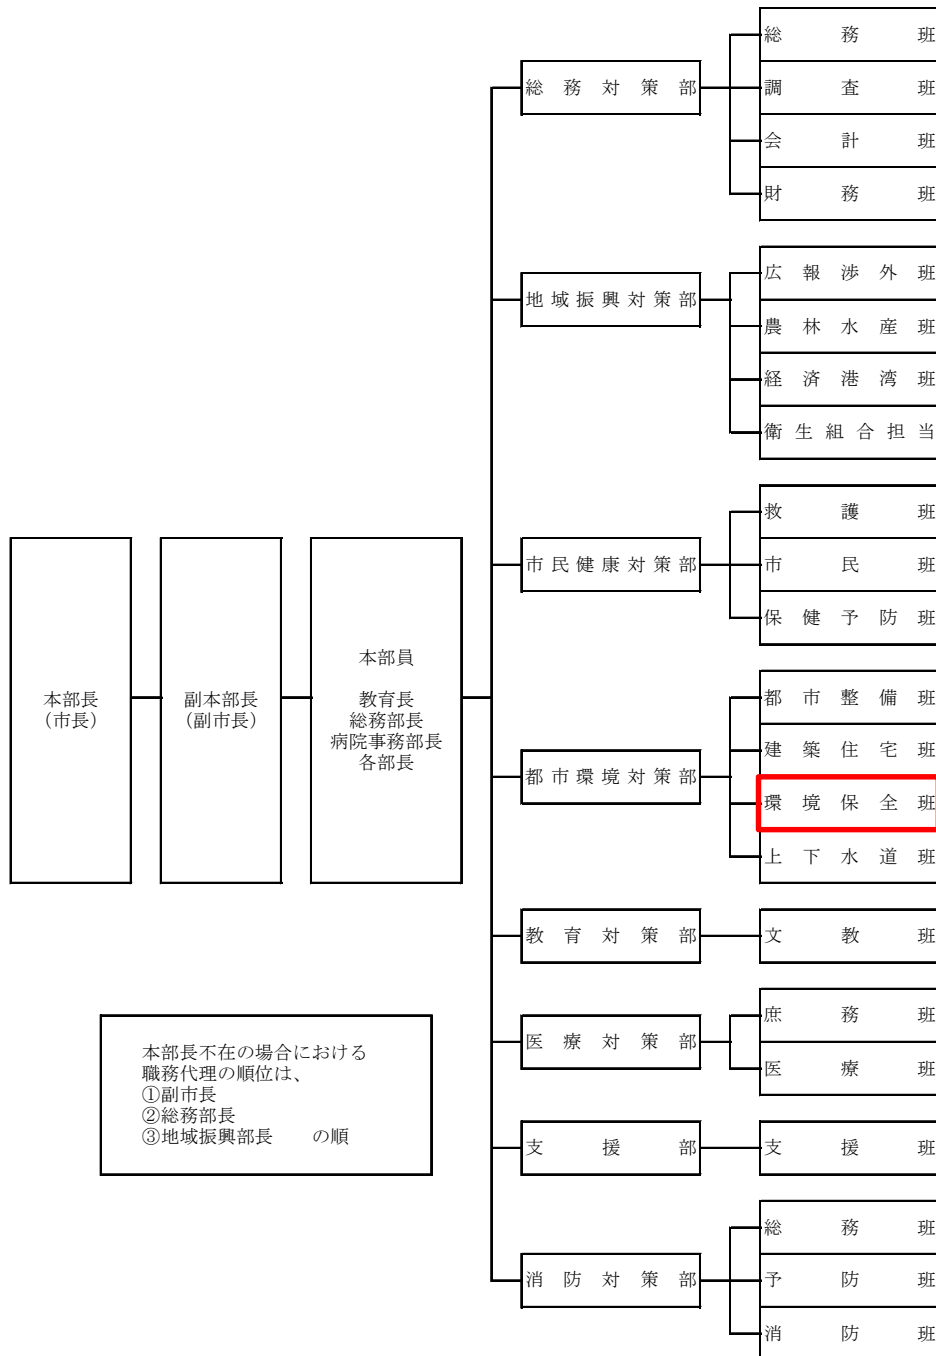 本部長
(市長)
副本部長
(副市長)
本部員
教育長
総務部長
病院事務部長
各部長
総務対策部
総務班
調査班
会計班
財務班
地域振興対策部
広報渉外班
農林水産班
経済港湾班
衛生組合担当
市民健康対策部
救護班
市民班
保健予防班
都市環境対策部
都市整備班
建築住宅班
環境保全班
上下水道班
教育対策部
文教班
医療対策部
庶務班
医療班
支援部
支援班
消防対策部
総務班
予防班
消防班
本部長不在の場合における
職務代理の順位は、
①副市長
②総務部長
③地域振興部長　の順